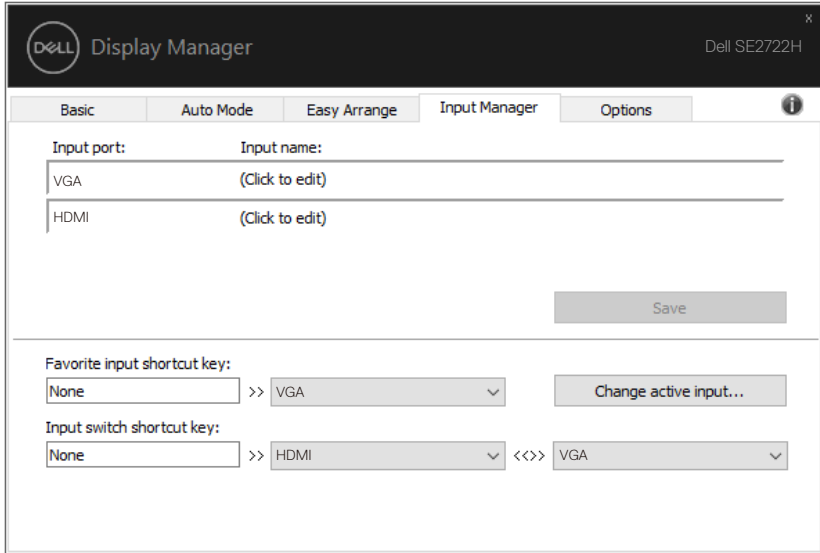 x
DELL Display Manager
Dell SE2722H
Basic Auto Mode Easy Arrange Input Manager Options i
Input port: Input name:
VGA (Click to edit)
HDMI (Click to edit)
Save
Favorite input shortcut key:
None >> VGA Change active input...
Input switch shortcut key:
None >> HDMI <<>> VGA